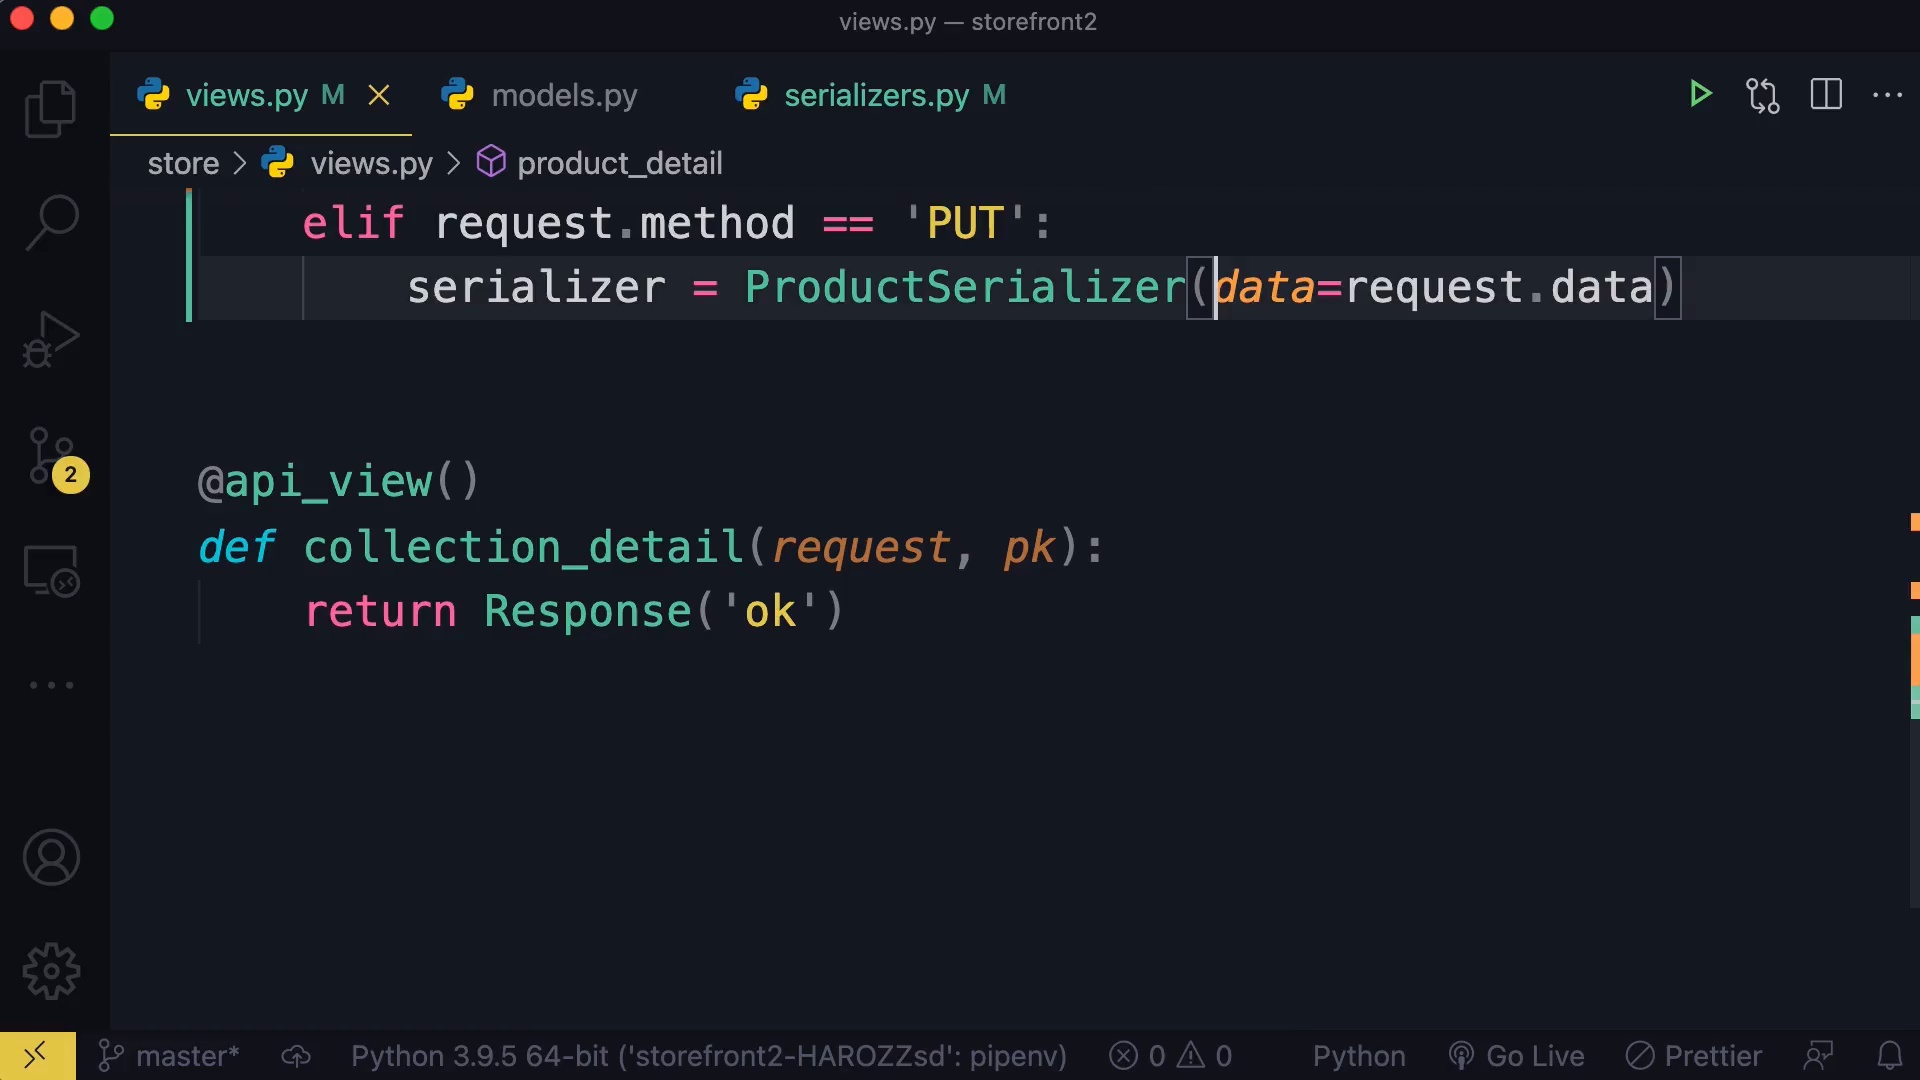 views.py — storefront2
views.py M
models.py
serializers.py M
store > views.py > product_detail
elif request.method == 'PUT':
serializer = ProductSerializer(data=request.data)
@api_view()
def collection_detail(request, pk):
return Response('ok')
2
master*
Python 3.9.5 64-bit ('storefront2-HAROZZsd': pipenv)
0
0
Python
Go Live
Prettier